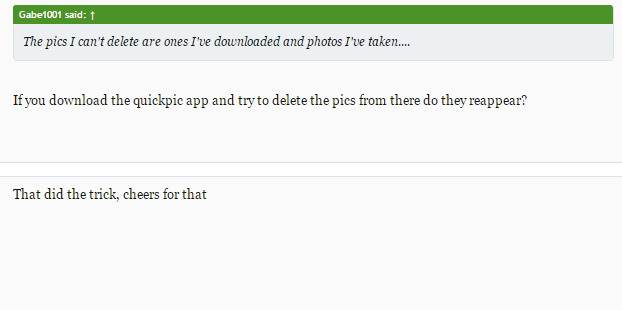 Gabe1001 said: ↑
The pics I can't delete are ones I've downloaded and photos I've taken....
If you download the quickpic app and try to delete the pics from there do they reappear?
That did the trick, cheers for that